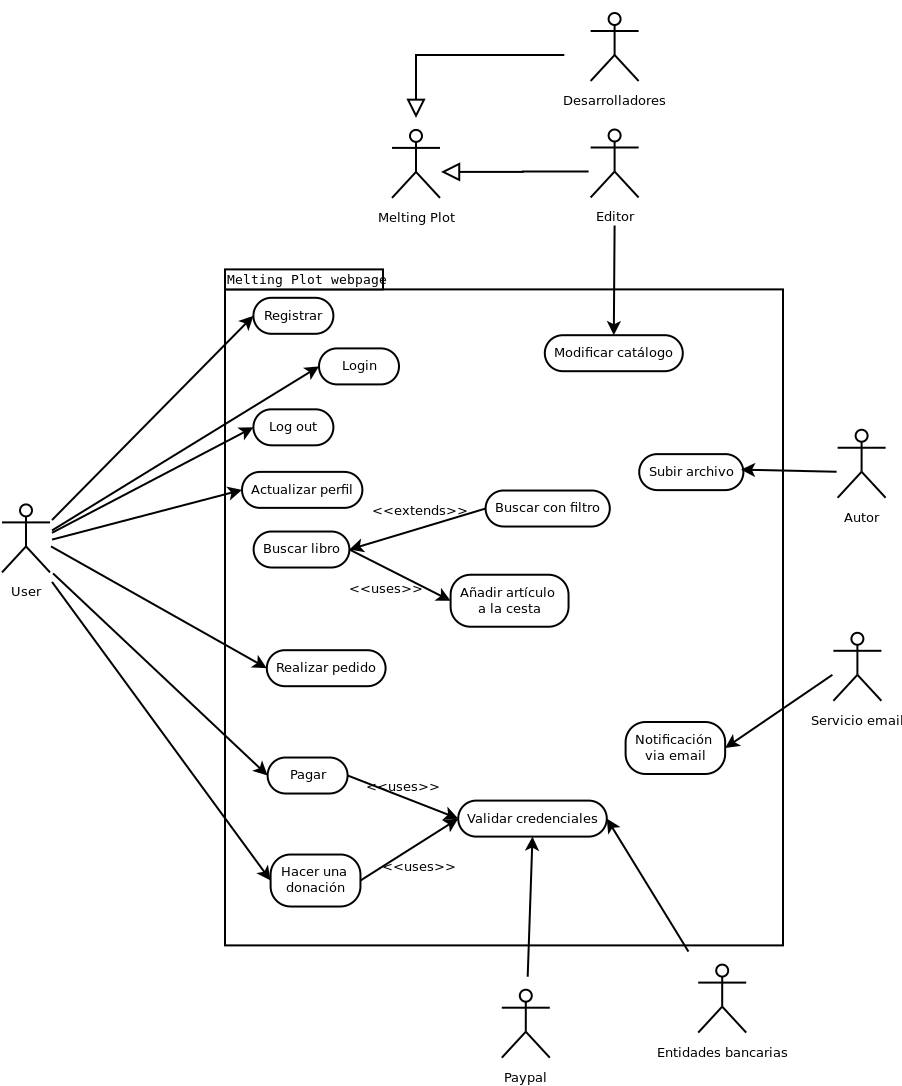 Desarrolladores
Melting Plot
Editor
Melting Plot webpage
Registrar
Modificar catálogo
Login
Log out
Subir archivo
Autor
Actualizar perfil
<<extends>>
Buscar con filtro
Buscar libro
User
<<uses>>
Añadir artículo
a la cesta
Realizar pedido
Servicio email
Notificación
via email
Pagar
<<uses>>
Validar credenciales
Hacer una
donación
<<uses>>
Entidades bancarias
Paypal